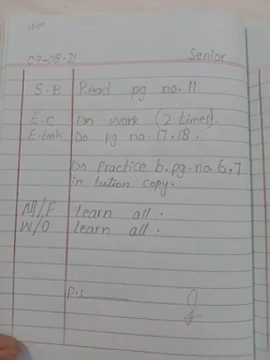 Mon
09-08-21 Senior
S.B Read pg no. 11
E.C Do work (2 times).
E-book Do pg no. 17,18.
Do Practice b. pg. no. 6,7
in tution copy.
M/F learn all.
W/O learn all.
P.S